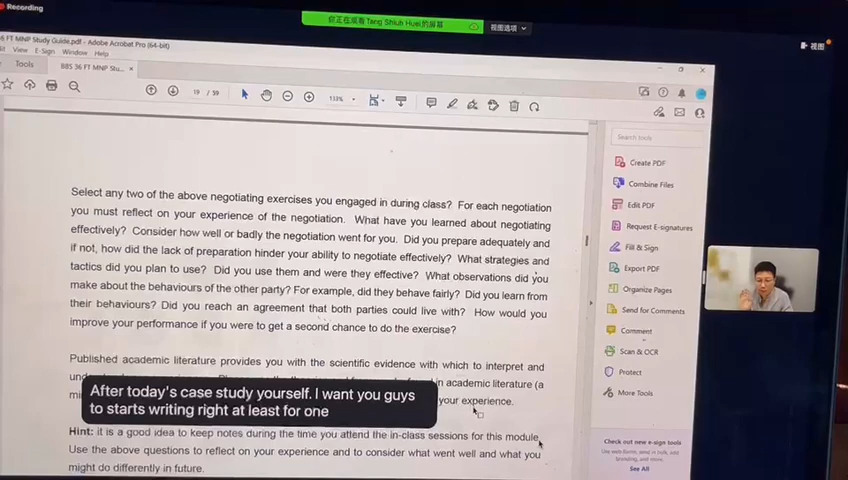 Recording
你正在观看Tang Shiuh Huei的屏幕
视图选项
视图
6 FT MNP Study Guide.pdf - Adobe Acrobat Pro (64-bit)
View E-Sign Window Help
Tools
BBS 36 FT MNP Stu...
19 / 59
133%
Search tools
Create PDF
Combine Files
Edit PDF
Request E-signatures
Fill & Sign
Export PDF
Organize Pages
Send for Comments
Comment
Scan & OCR
Protect
More Tools
Check out new e-sign tools
See All
Select any two of the above negotiating exercises you engaged in during class? For each negotiation
you must reflect on your experience of the negotiation. What have you learned about negotiating
effectively? Consider how well or badly the negotiation went for you. Did you prepare adequately and
if not, how did the lack of preparation hinder your ability to negotiate effectively? What strategies and
tactics did you plan to use? Did you use them and were they effective? What observations did you
make about the behaviours of the other party? For example, did they behave fairly? Did you learn from
their behaviours? Did you reach an agreement that both parties could live with? How would you
improve your performance if you were to get a second chance to do the exercise?
Published academic literature provides you with the scientific evidence with which to interpret and
in academic literature (a
your experience.
After today's case study yourself. I want you guys
to starts writing right at least for one
Hint: it is a good idea to keep notes during the time you attend the in-class sessions for this module.
Use the above questions to reflect on your experience and to consider what went well and what you
might do differently in future.